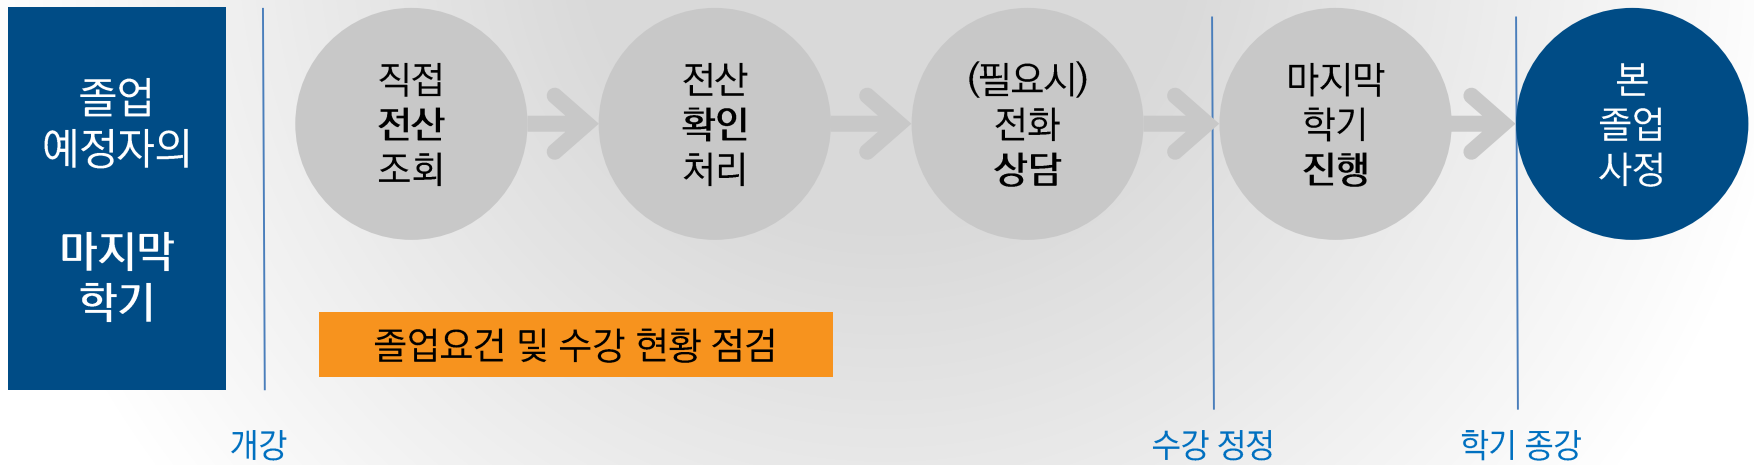 졸업
예정자의
마지막
학기
직접
전산
조회
전산
확인
처리
(필요시)
전화
상담
마지막
학기
진행
본
졸업
사정
졸업요건 및 수강 현황 점검
개강
수강 정정
학기 종강